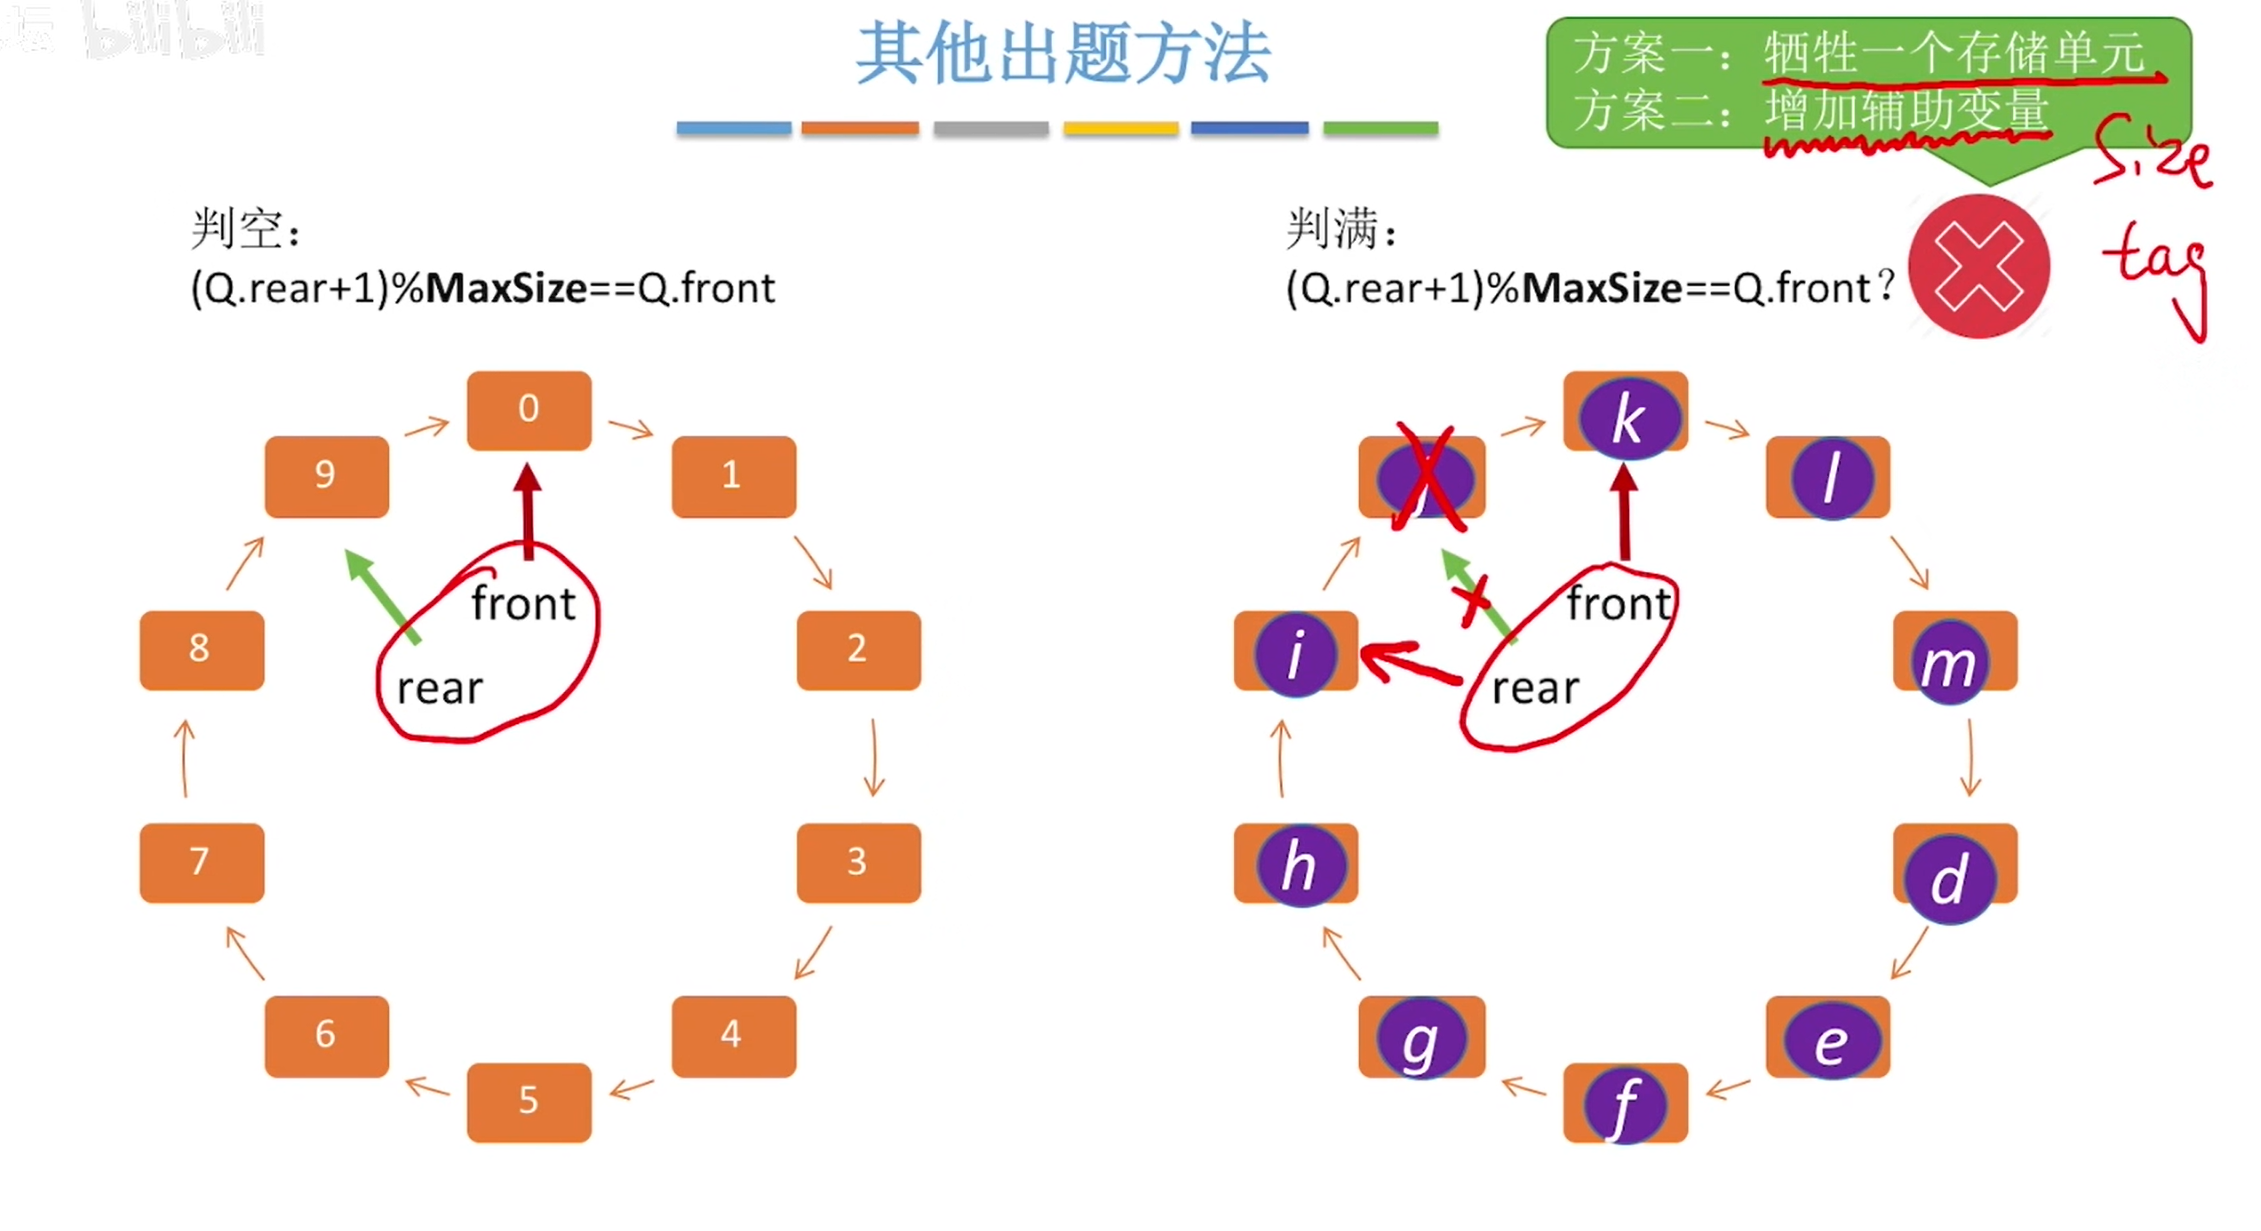 坛 bilibili
其他出题方法
方案一：牺牲一个存储单元
方案二：增加辅助变量
Size
tag
判空：
(Q.rear+1)%MaxSize==Q.front
判满：
(Q.rear+1)%MaxSize==Q.front？
0
1
2
3
4
5
6
7
8
9
front
rear
k
l
m
d
e
f
g
h
i
front
rear